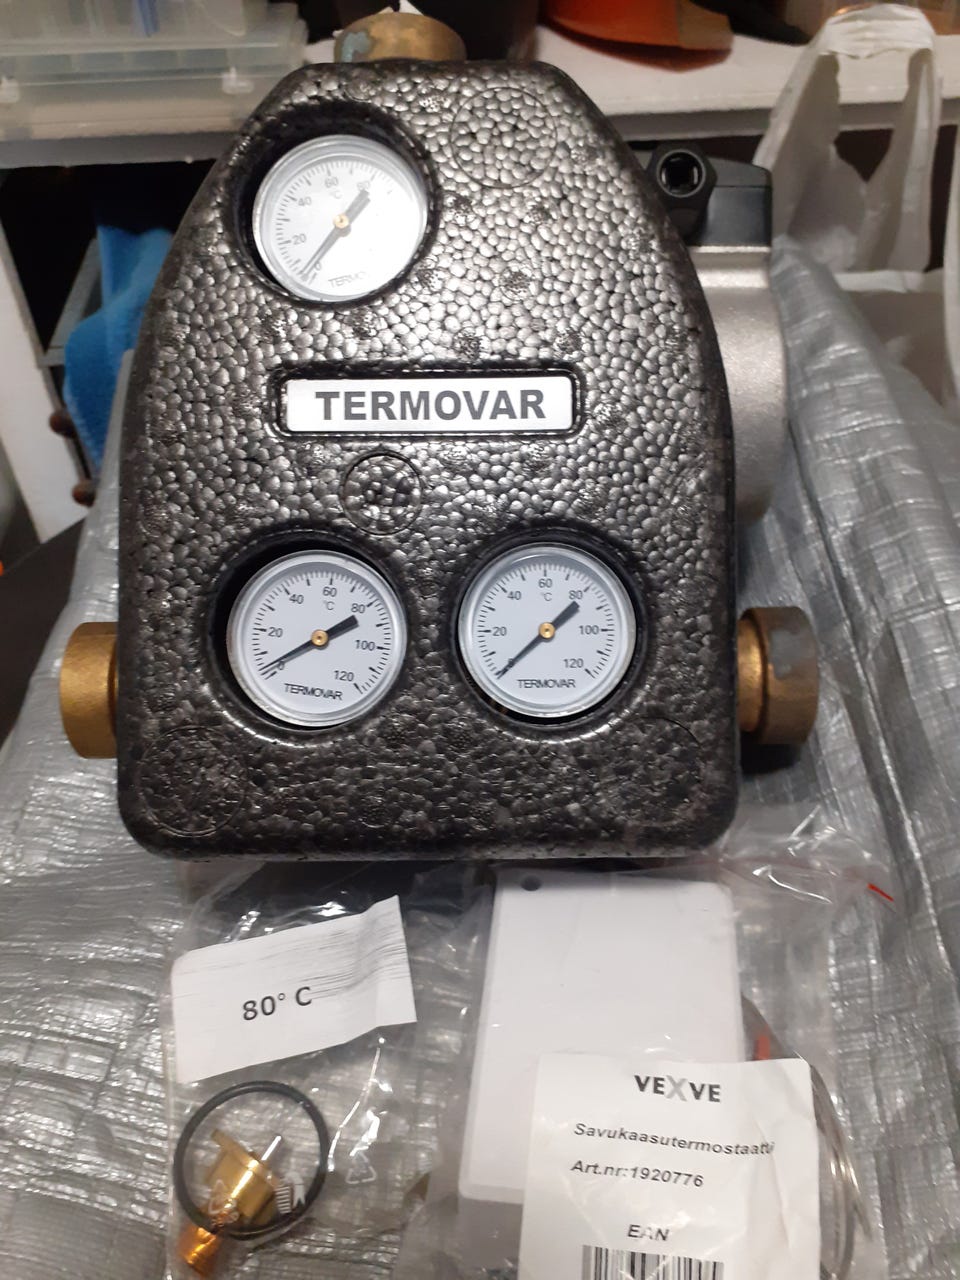 60
80
40
°C
20
0
TERMOVAR
60
80
40
°C
20
100
0
120
TERMOVAR
60
80
40
°C
20
100
120
TERMOVAR
80° C
VEXVE
Savukaasutermostaatti
Art.nr:1920776
EAN